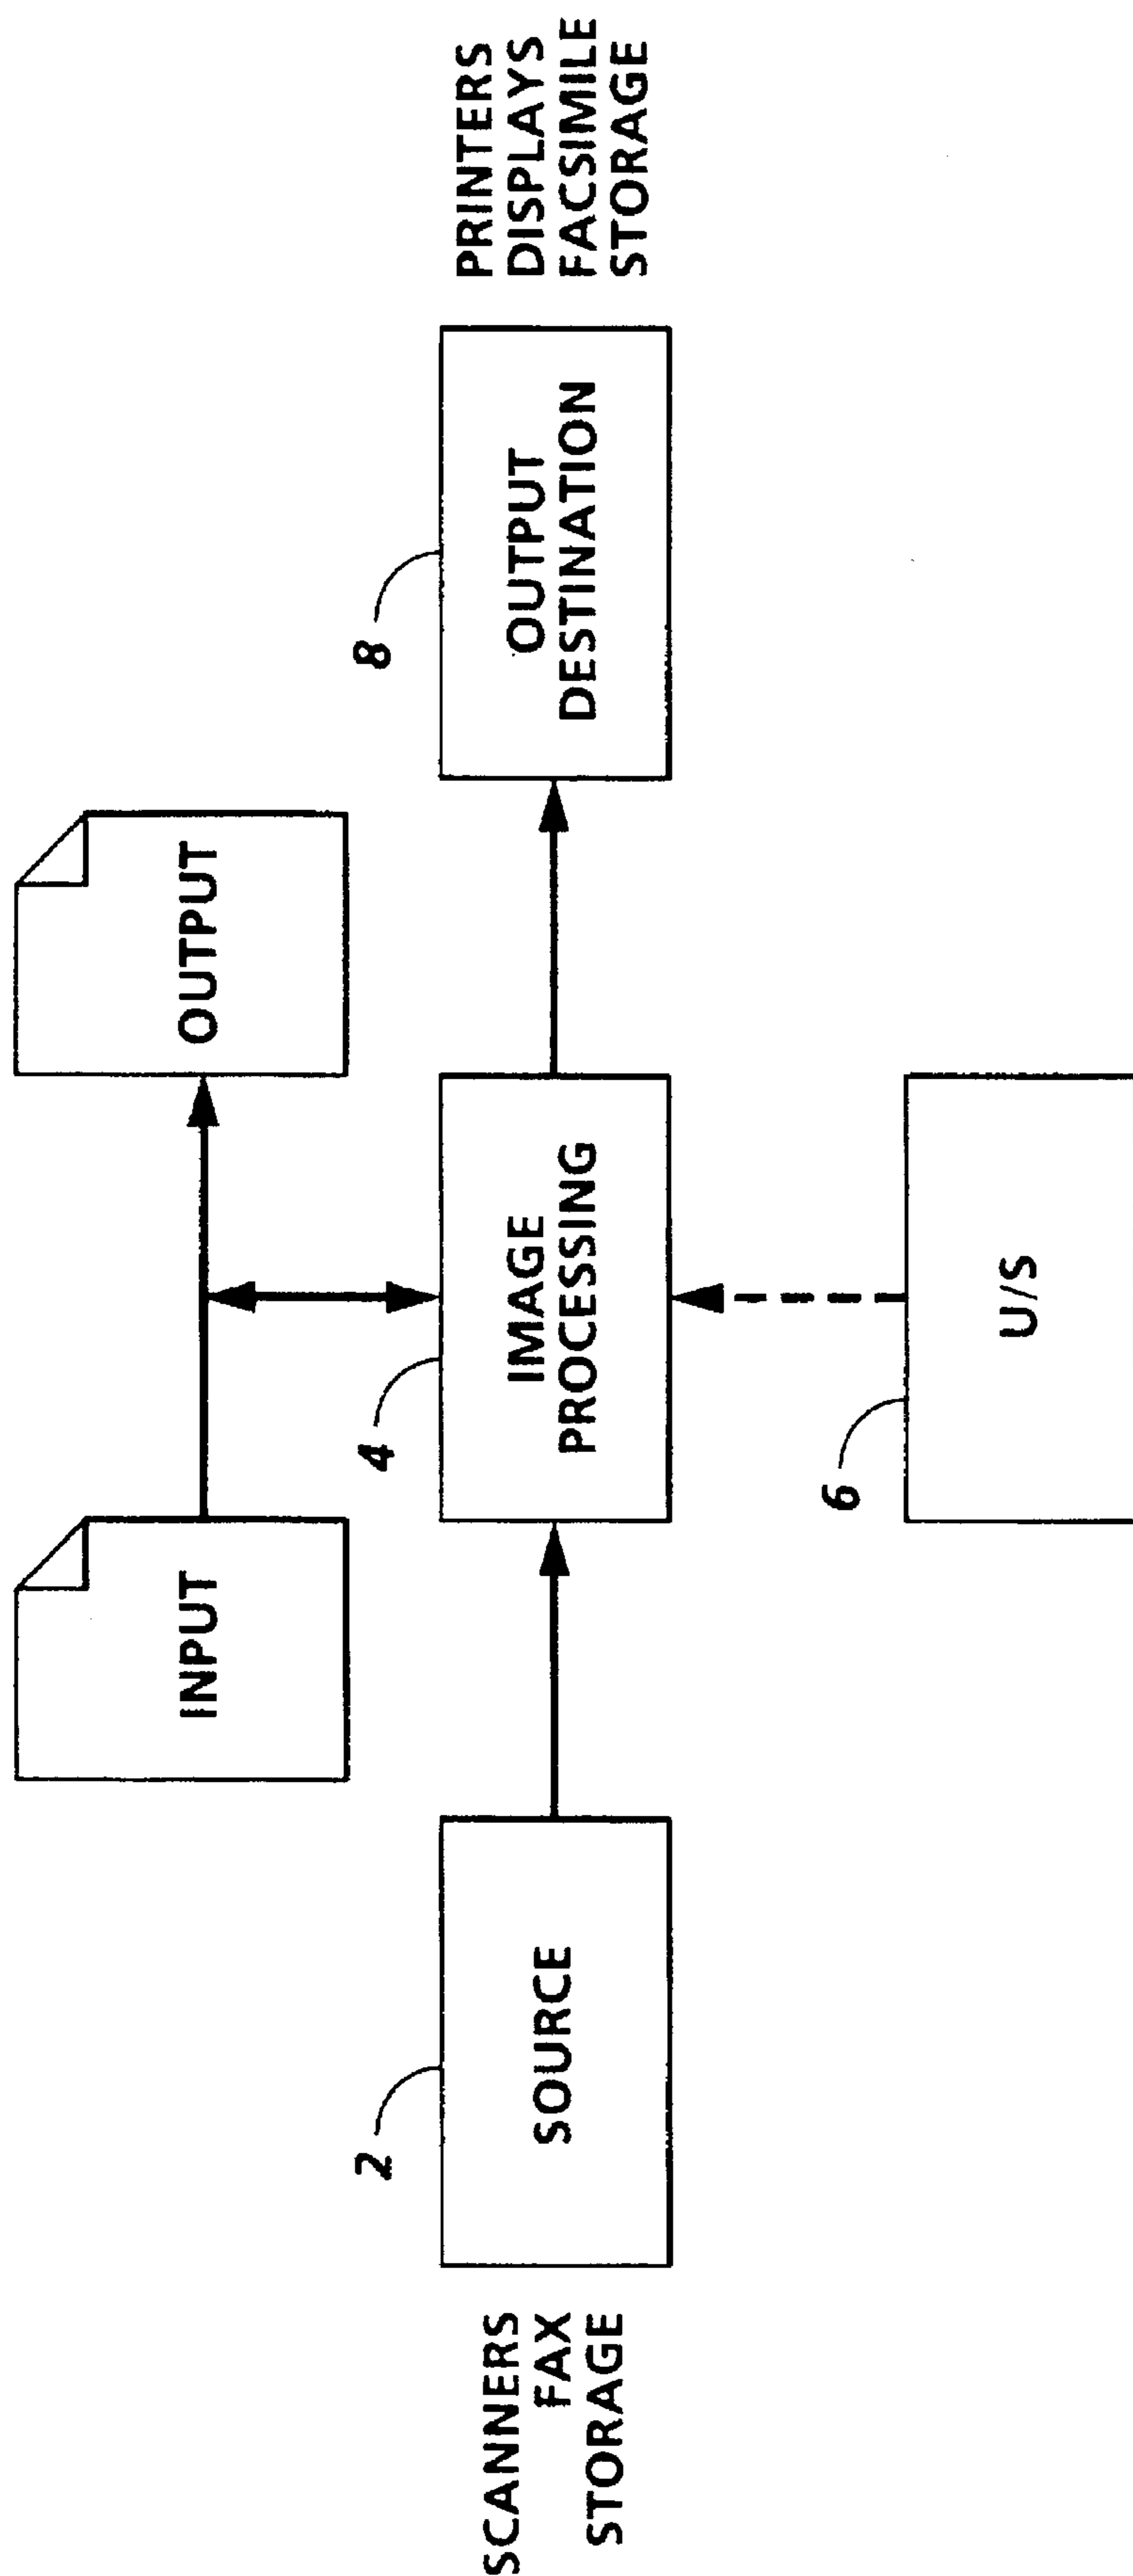 INPUT
OUTPUT
SCANNERS
FAX
STORAGE
2
SOURCE
4
IMAGE
PROCESSING
8
OUTPUT
DESTINATION
PRINTERS
DISPLAYS
FACSIMILE
STORAGE
6
U/S